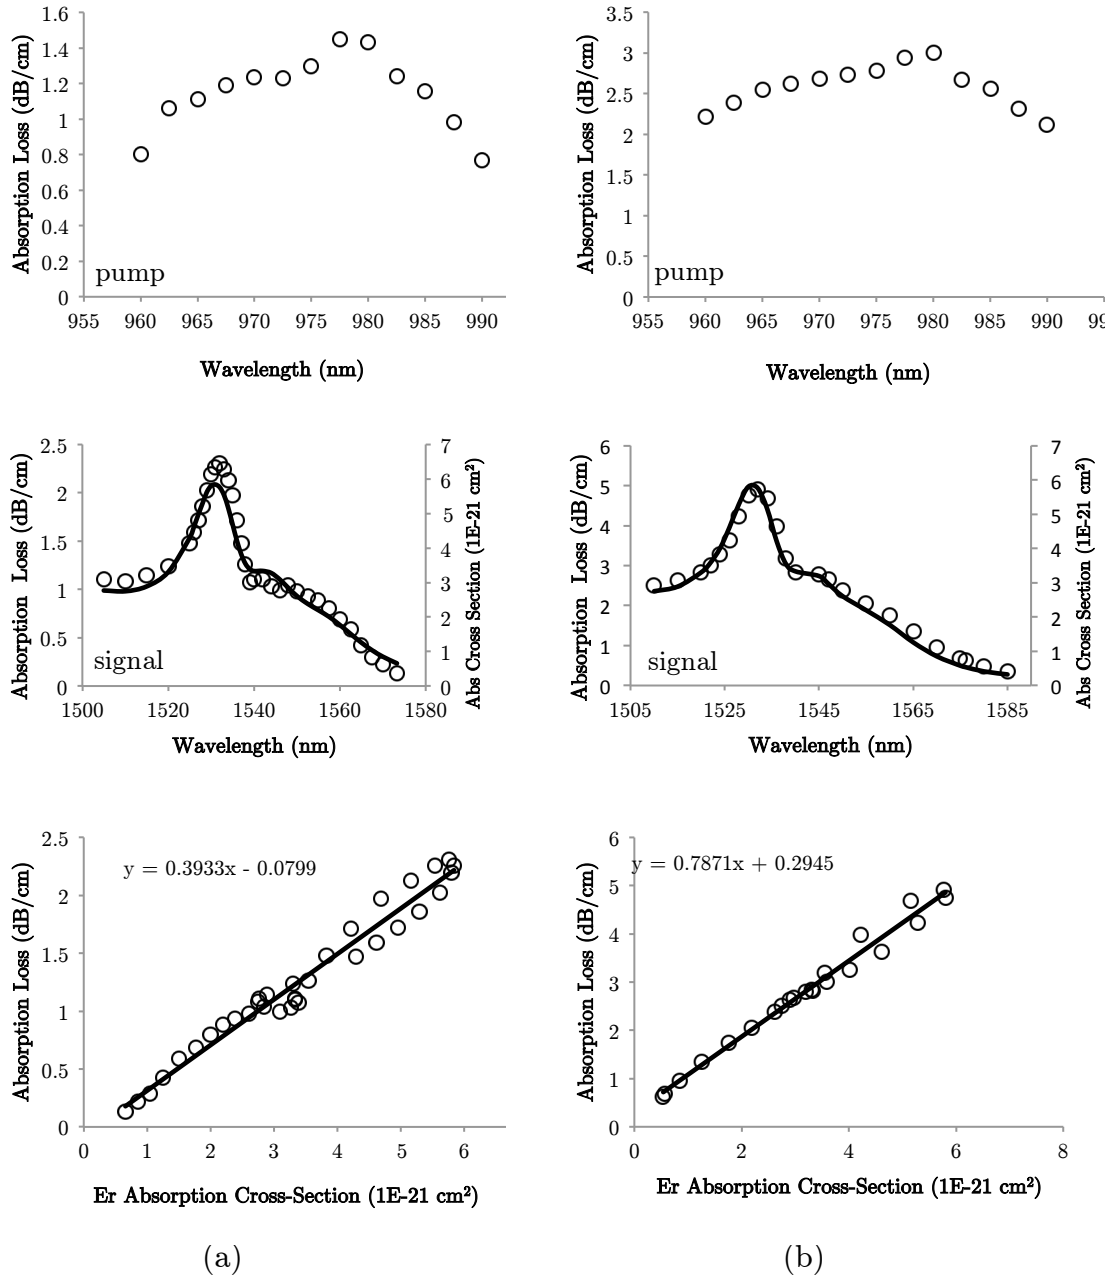 1.6
1.4
1.2
1
0.8
0.6
0.4
0.2
0
Absorption Loss (dB/cm)
pump
955 960 965 970 975 980 985 990
Wavelength (nm)
3.5
3
2.5
2
1.5
1
0.5
0
Absorption Loss (dB/cm)
pump
955 960 965 970 975 980 985 990 99
Wavelength (nm)
2.5
2
1.5
1
0.5
0
Absorption Loss (dB/cm)
7
6
5
4
3
2
1
0
Abs Cross Section (1E-21 cm²)
signal
1500 1520 1540 1560 1580
Wavelength (nm)
6
5
4
3
2
1
0
Absorption Loss (dB/cm)
7
6
5
4
3
2
1
0
Abs Cross Section (1E-21 cm²)
signal
1505 1525 1545 1565 1585
Wavelength (nm)
2.5
2
1.5
1
0.5
0
Absorption Loss (dB/cm)
y = 0.3933x - 0.0799
0 1 2 3 4 5 6
Er Absorption Cross-Section (1E-21 cm²)
6
5
4
3
2
1
0
Absorption Loss (dB/cm)
y = 0.7871x + 0.2945
0 2 4 6 8
Er Absorption Cross-Section (1E-21 cm²)
(a)
(b)